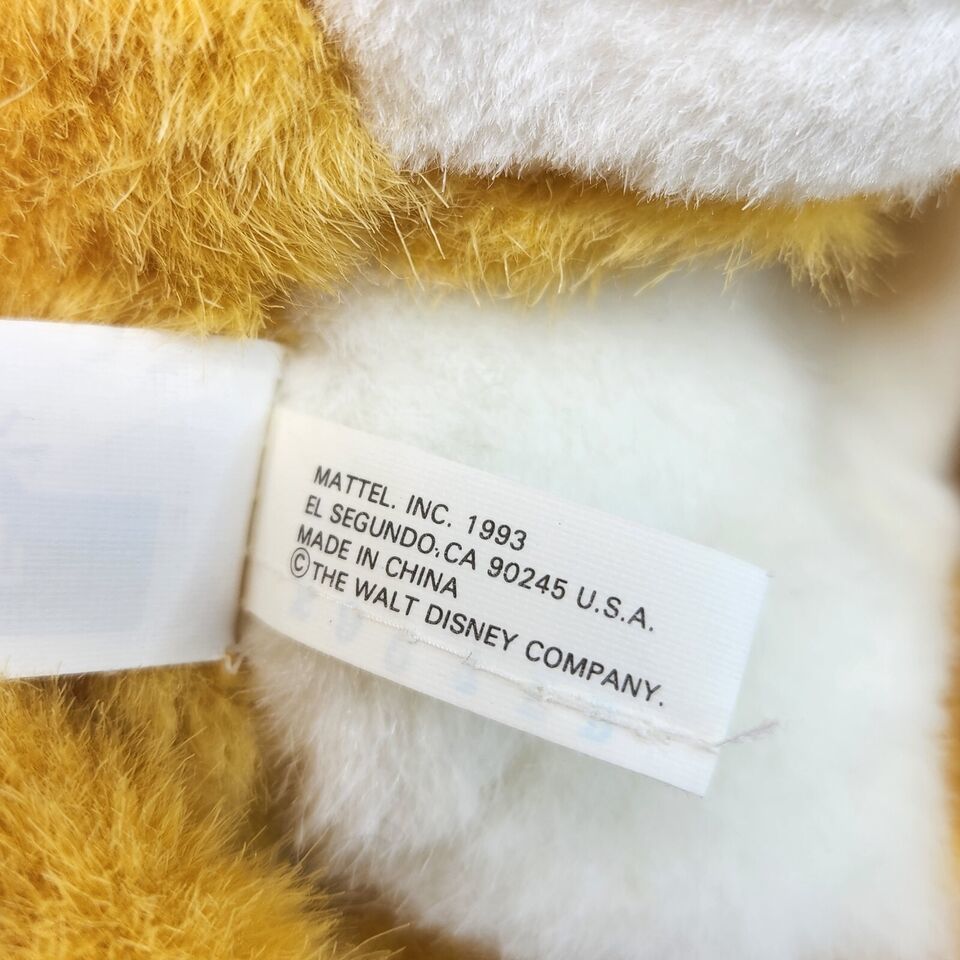 MATTEL. INC. 1993
EL SEGUNDO, CA 90245 U.S.A.
MADE IN CHINA
©THE WALT DISNEY COMPANY.